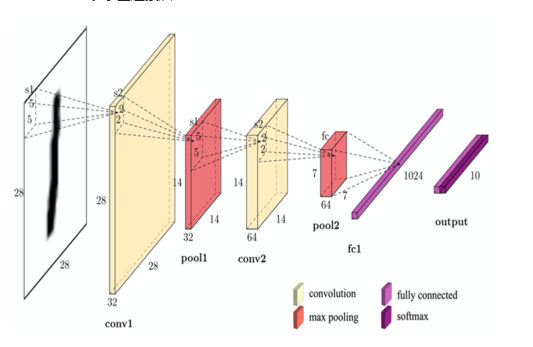 s1
5
5
28
28
s2
2
2
28
28
32
conv1
s1
5
5
14
14
32
pool1
s2
2
2
14
14
64
conv2
fc
7
7
64
pool2
1024
fc1
10
output
convolution
max pooling
fully connected
softmax